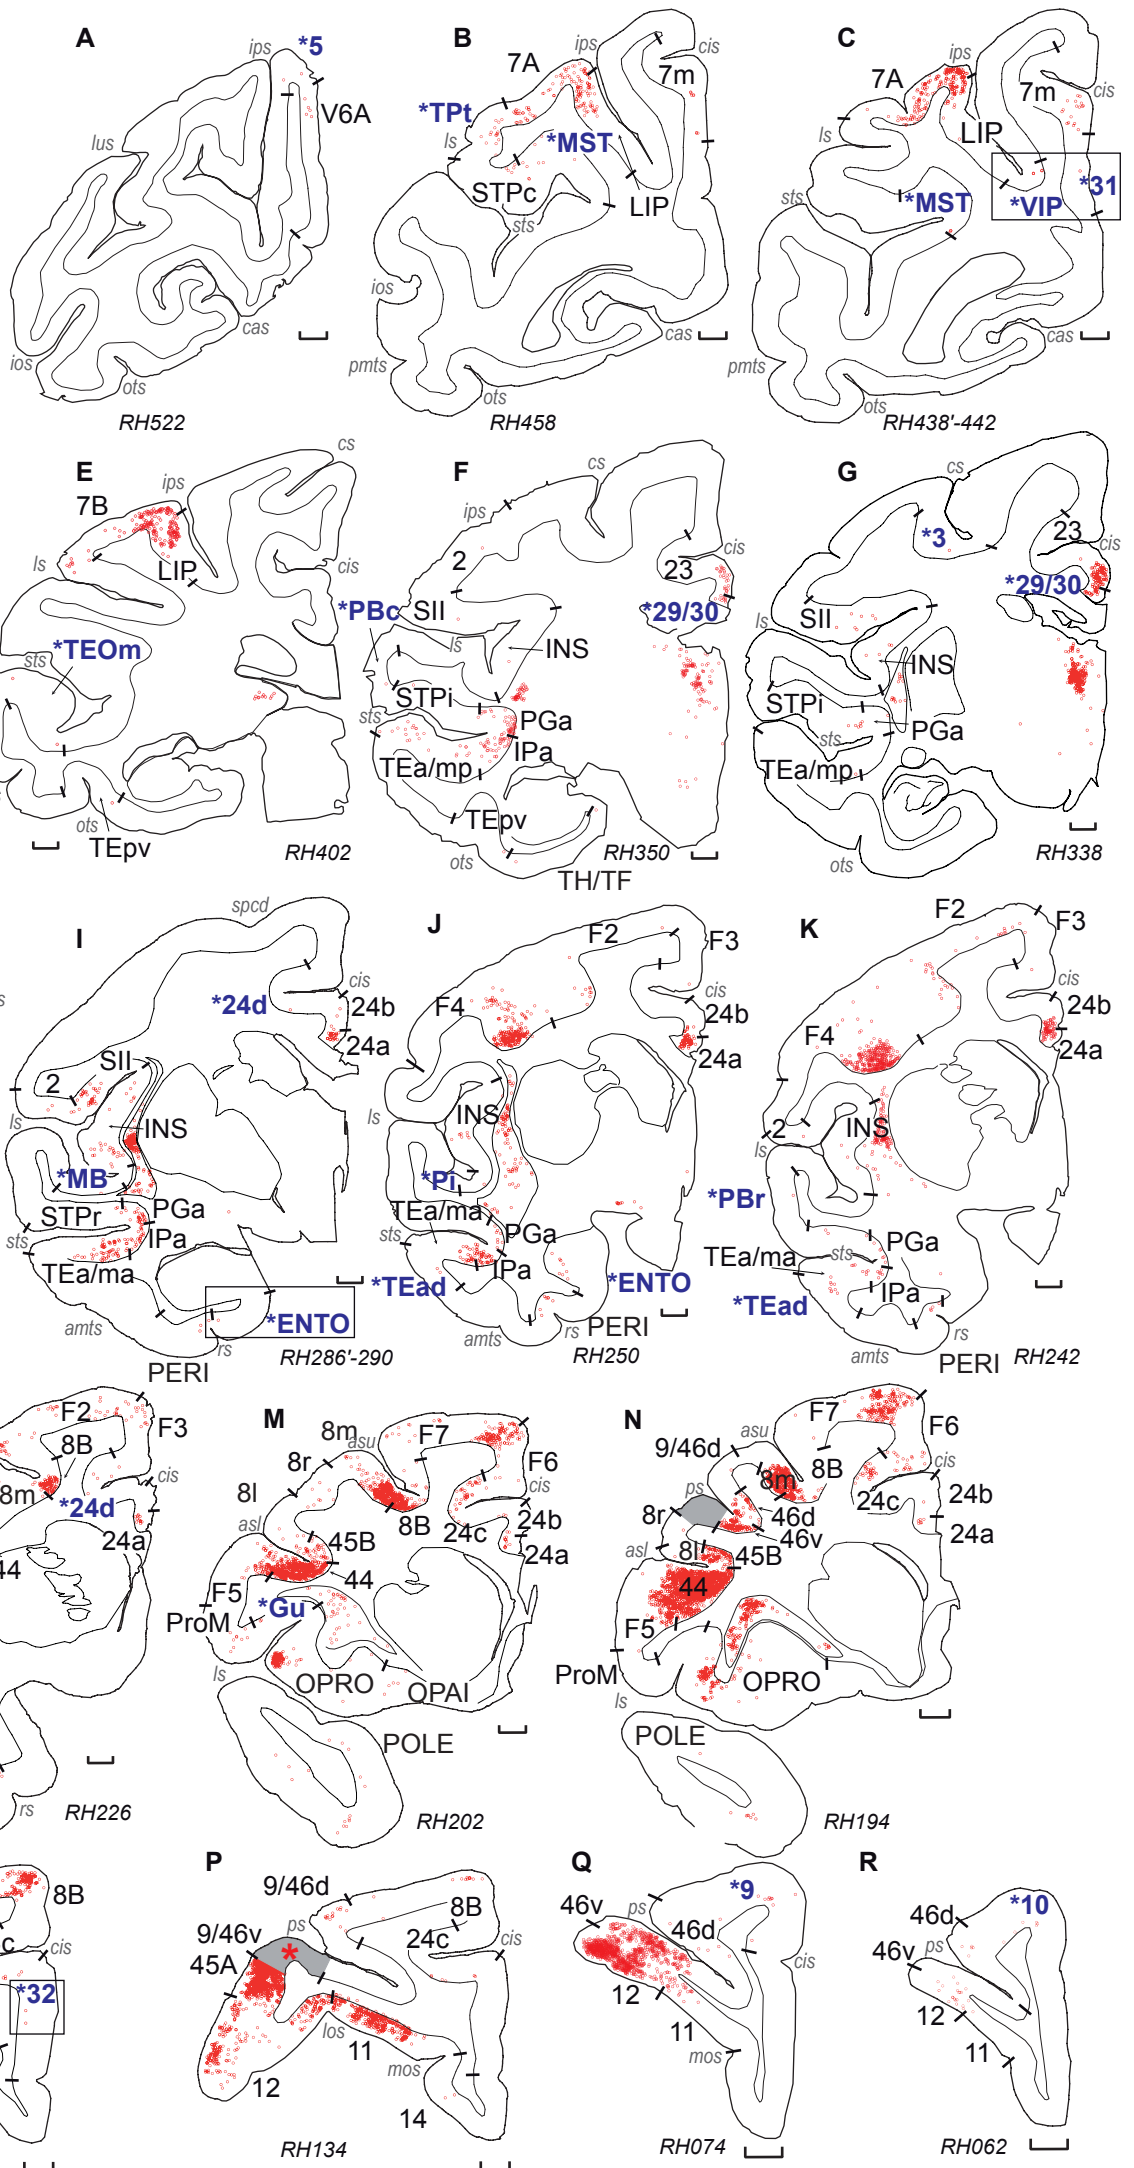 A
ips
*5
V6A
lus
ios
ots
cas
RH522
B
ips
cis
7A
7m
*TPt
ls
*MST
STPc
sts
LIP
ios
pmts
cas
ots
RH458
C
ips
cis
7A
7m
ls
LIP
sts
*MST
*VIP
*31
pmts
cas
ots
RH438'-442
E
cs
ips
7B
ls
LIP
cis
*TEOm
sts
ots
TEpv
RH402
F
cs
ips
2
cis
23
*PBc
SII
*29/30
ls
INS
STPi
sts
PGa
IPa
TEa/mp
TEpv
ots
RH350
TH/TF
G
cs
*3
23
cis
*29/30
ls
SII
INS
STPi
PGa
sts
TEa/mp
RH338
ots
I
spcd
cis
s
*24d
24b
24a
SII
2
ls
INS
*MB
STPr
PGa
sts
IPa
TEa/ma
*ENTO
amts
rs
RH286'-290
PERI
J
F2
F3
cis
F4
24b
24a
ls
INS
*Pi
TEa/ma
sts
PGa
IPa
*TEad
*ENTO
amts
rs
PERI
RH250
K
F2
F3
cis
24b
F4
24a
2
ls
INS
*PBr
TEa/ma
sts
PGa
IPa
*TEad
amts
rs
PERI
RH242
F2
F3
8B
cis
8m
*24d
24a
44
rs
RH226
M
8m
asu
F7
8r
F6
8l
cis
asl
8B
24c
24b
45B
24a
44
F5
*Gu
ProM
ls
OPRO
OPAI
POLE
RH202
N
F7
9/46d
F6
8m
8B
cis
ps
24c
24b
8r
46d
46v
24a
asl
8l
45B
44
F5
ProM
OPRO
ls
POLE
RH194
8B
c
cis
*32
P
9/46d
8B
9/46v
ps
24c
cis
45A
*
los
11
mos
12
14
RH134
Q
*9
46v
ps
46d
cis
12
11
mos
RH074
R
*10
46d
46v
ps
12
11
RH062